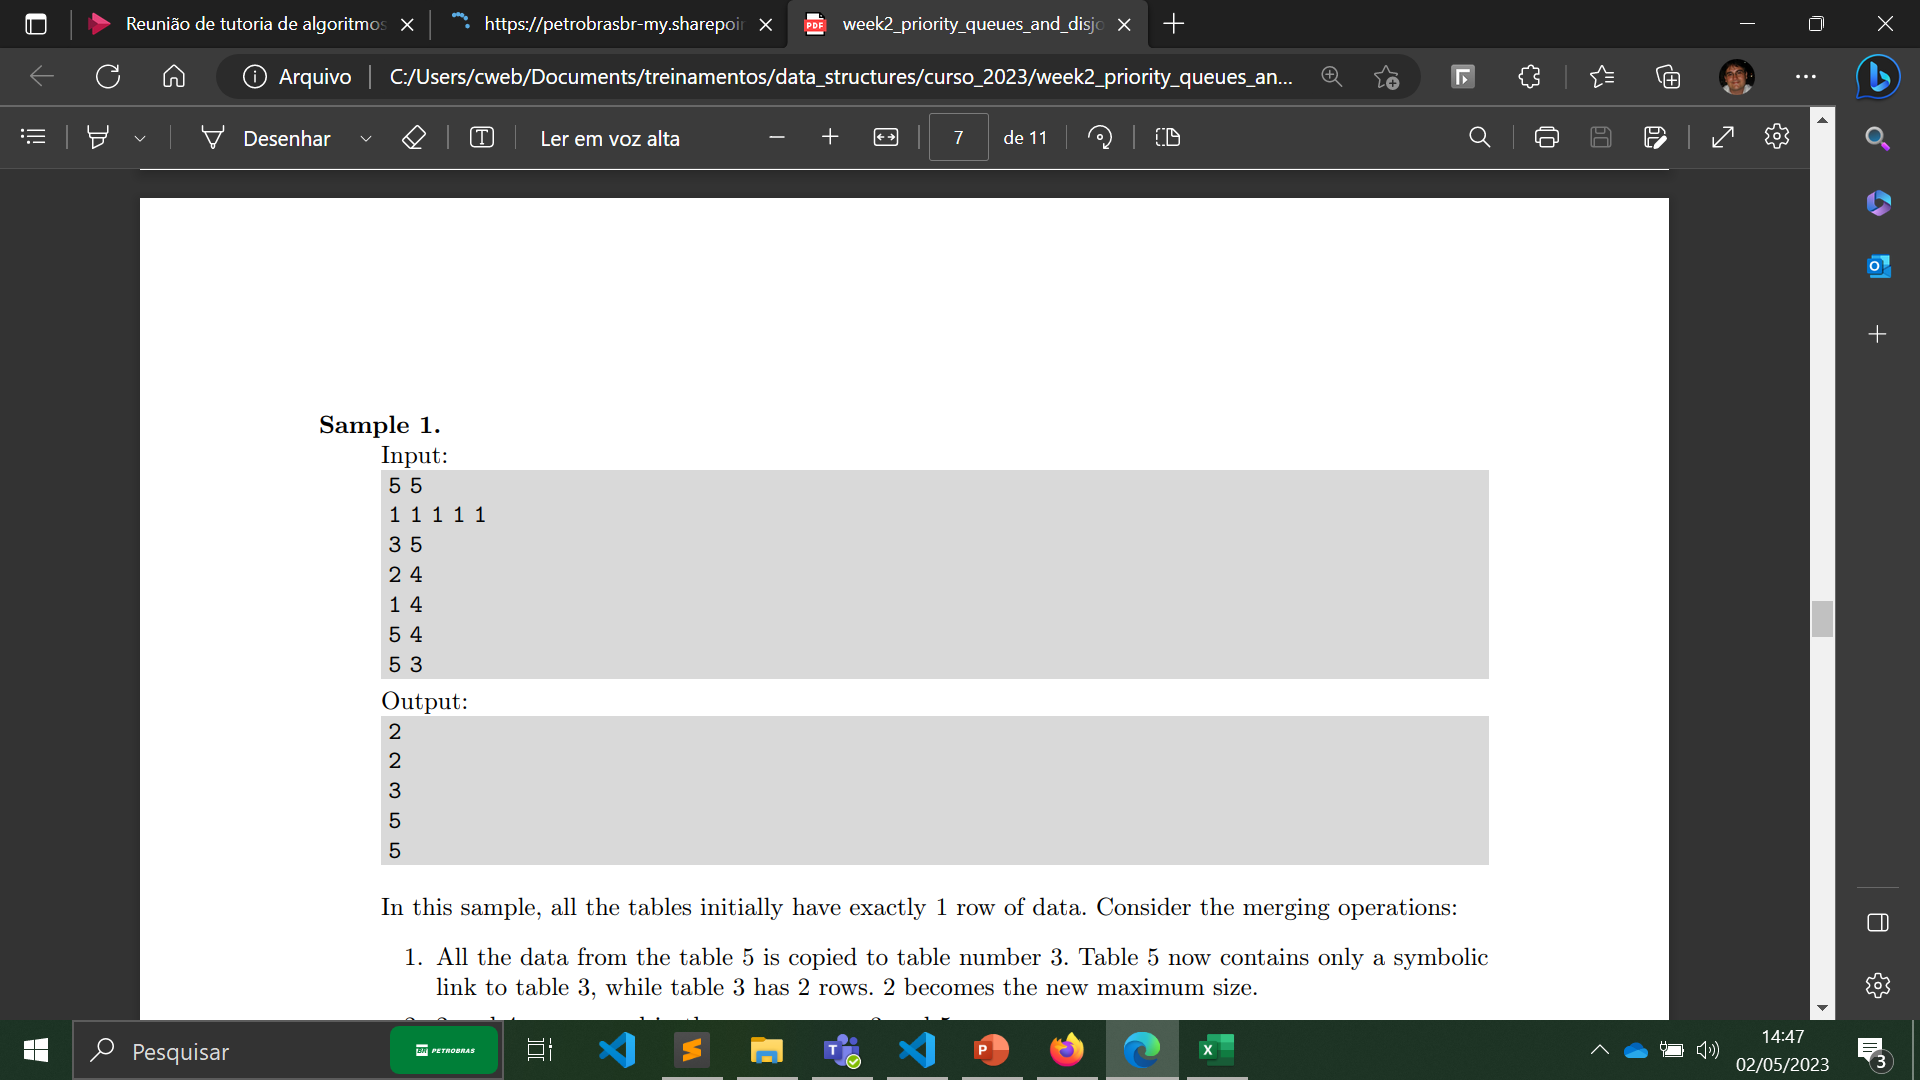 Reunião de tutoria de algoritmos
https://petrobrasbr-my.sharepoin
week2_priority_queues_and_disjo
Arquivo
C:/Users/cweb/Documents/treinamentos/data_structures/curso_2023/week2_priority_queues_an...
Desenhar
Ler em voz alta
7
de 11
Sample 1.
Input:
5 5
1 1 1 1 1
3 5
2 4
1 4
5 4
5 3
Output:
2
2
3
5
5
In this sample, all the tables initially have exactly 1 row of data. Consider the merging operations:
1. All the data from the table 5 is copied to table number 3. Table 5 now contains only a symbolic
link to table 3, while table 3 has 2 rows. 2 becomes the new maximum size.
Pesquisar
BR PETROBRAS
14:47
02/05/2023
3